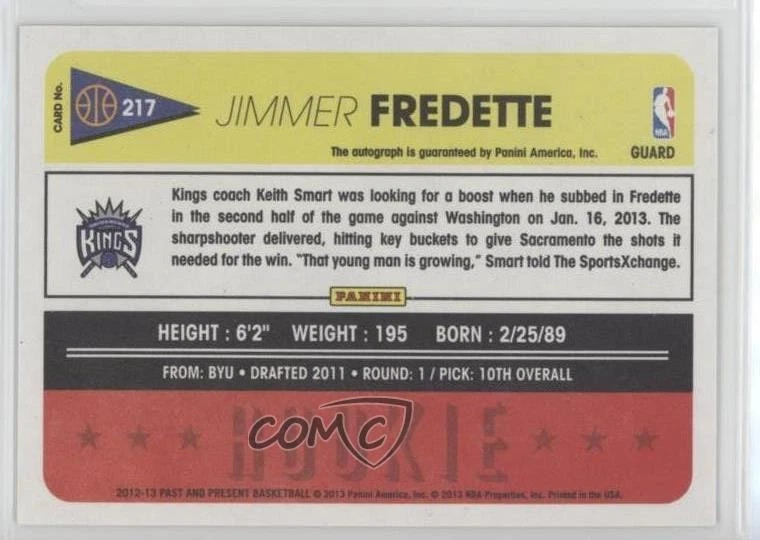 CARD No.
217
JIMMER FREDETTE
The autograph is guaranteed by Panini America, Inc.
NBA
GUARD
KINGS
Kings coach Keith Smart was looking for a boost when he subbed in Fredette
in the second half of the game against Washington on Jan. 16, 2013. The
sharpshooter delivered, hitting key buckets to give Sacramento the shots it
needed for the win. "That young man is growing," Smart told The SportsXchange.
PANINI
HEIGHT : 6'2" WEIGHT : 195 BORN : 2/25/89
FROM: BYU • DRAFTED 2011 • ROUND: 1 / PICK: 10TH OVERALL
ROOKIE
COMC
2012-13 PAST AND PRESENT BASKETBALL © 2013 Panini America, Inc. © 2013 NBA Properties, Inc. Printed in the USA.